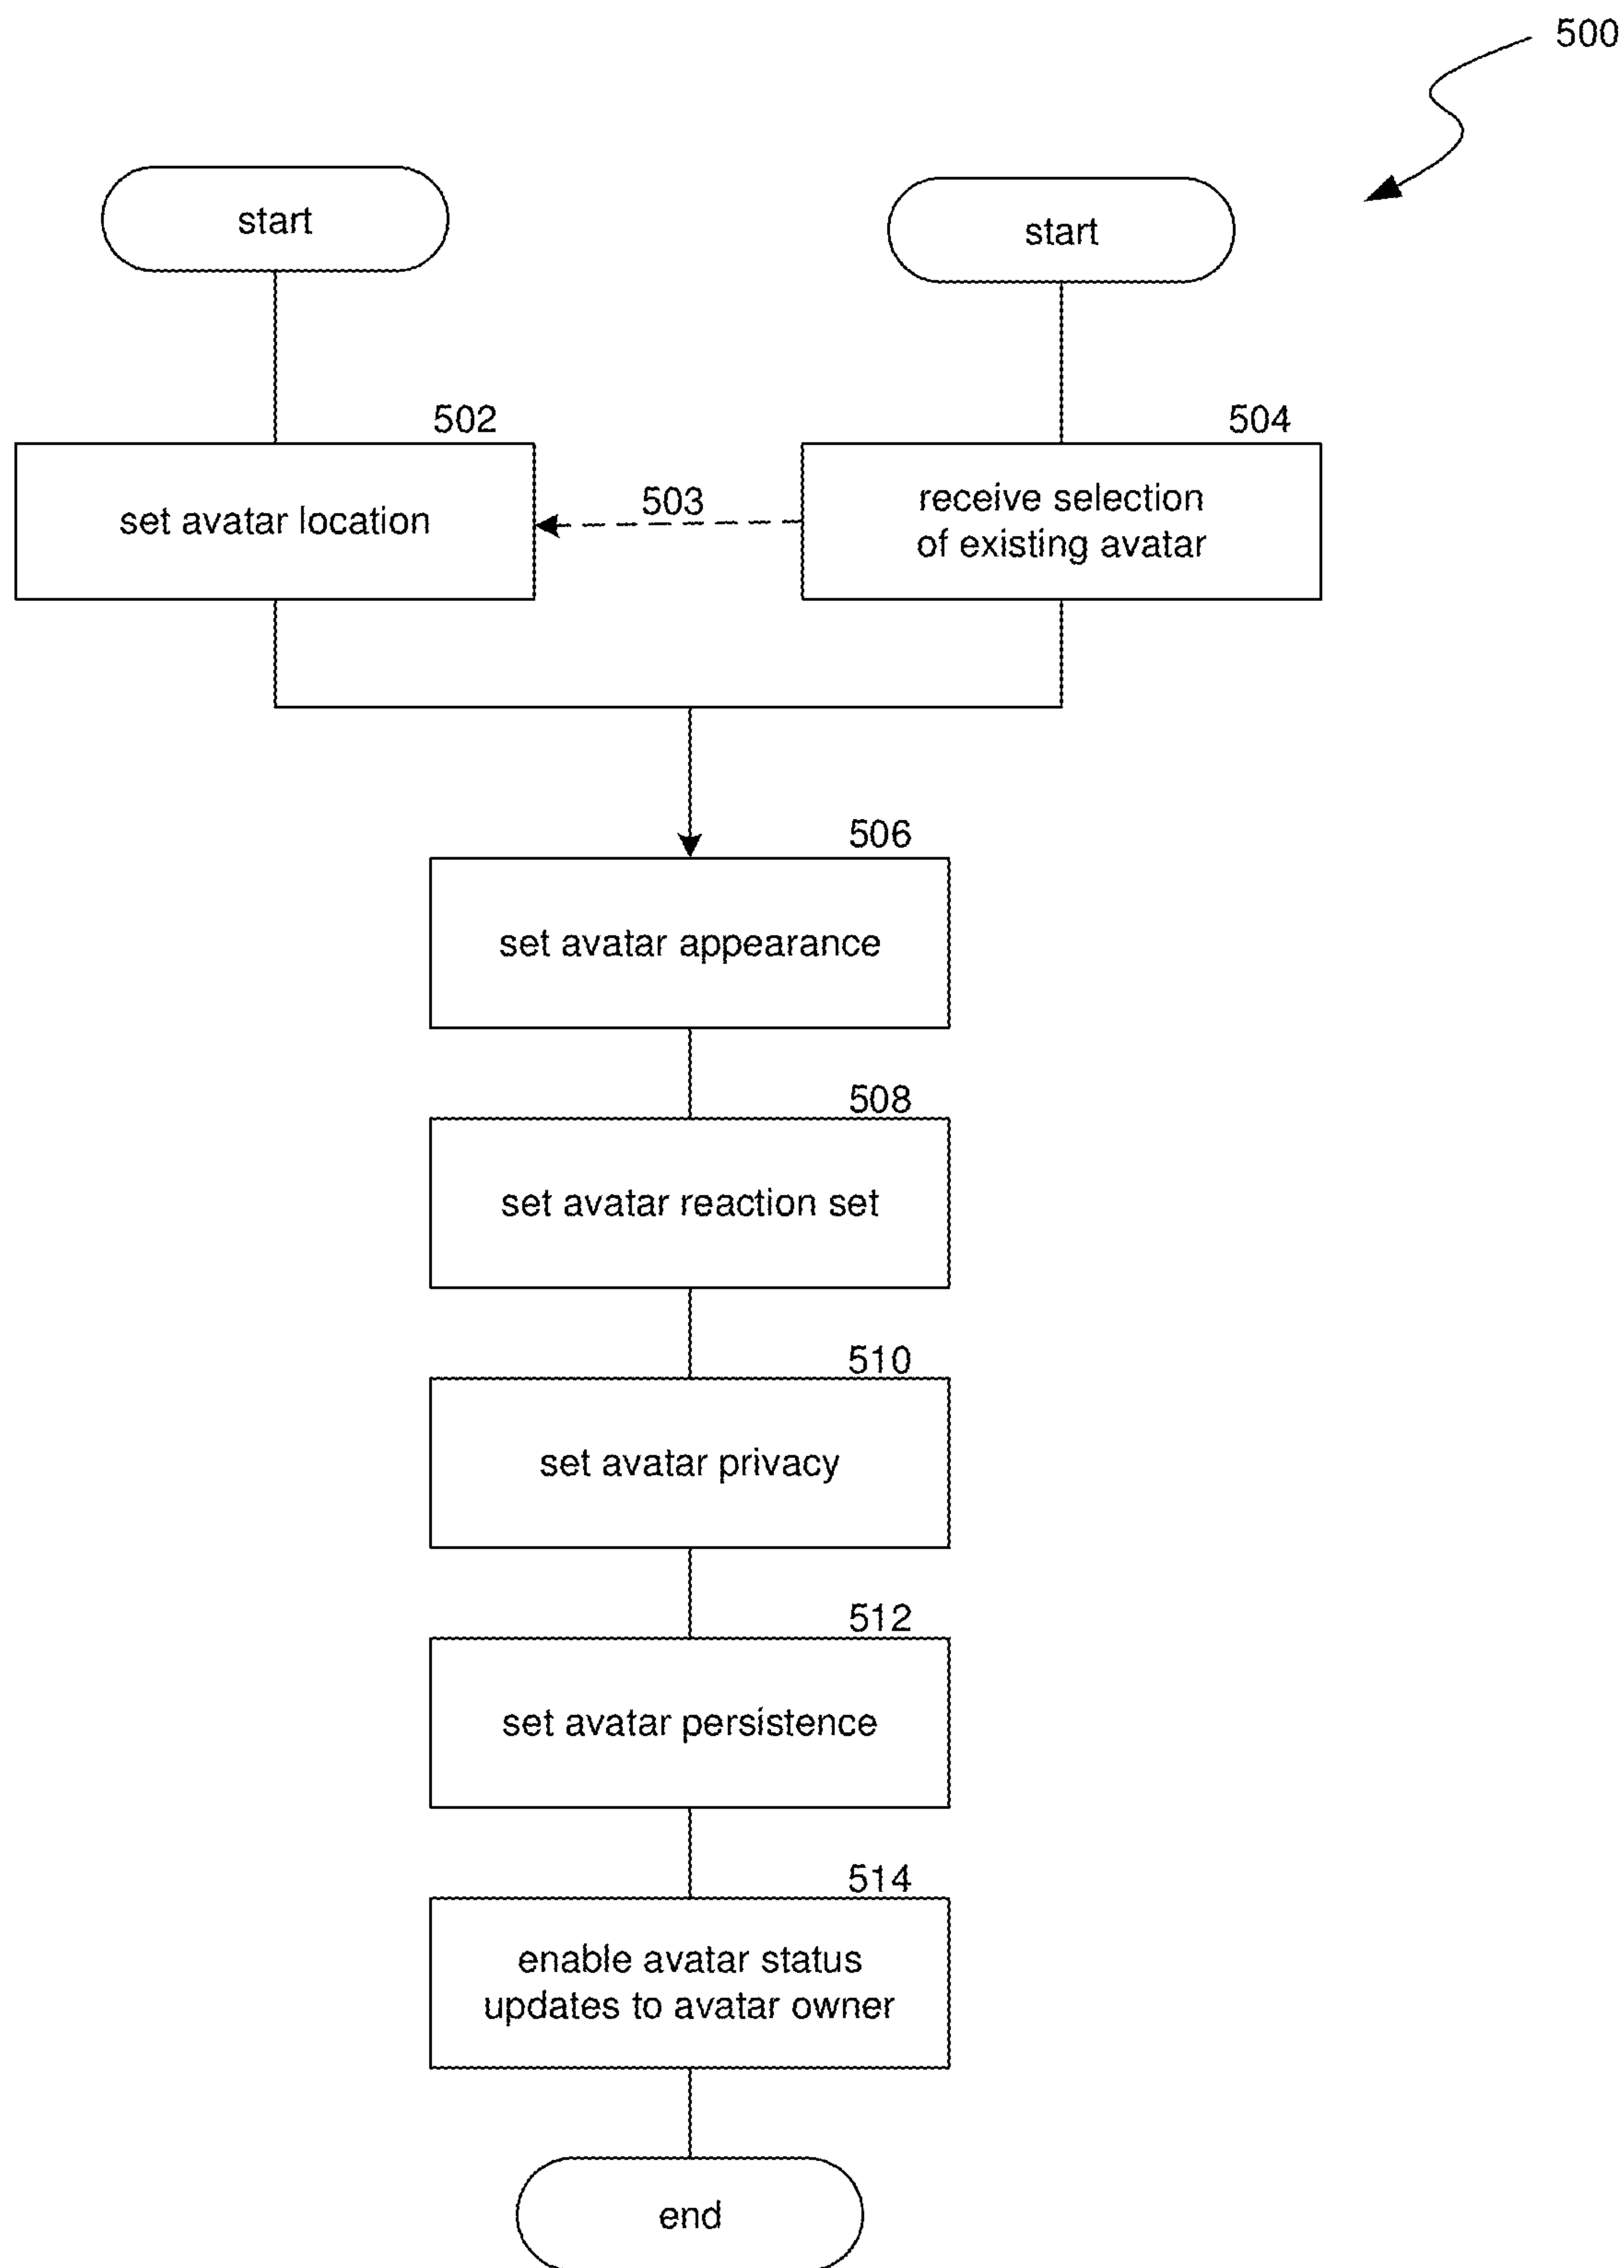 500
start
start
502
504
set avatar location
503
receive selection
of existing avatar
506
set avatar appearance
508
set avatar reaction set
510
set avatar privacy
512
set avatar persistence
514
enable avatar status
updates to avatar owner
end